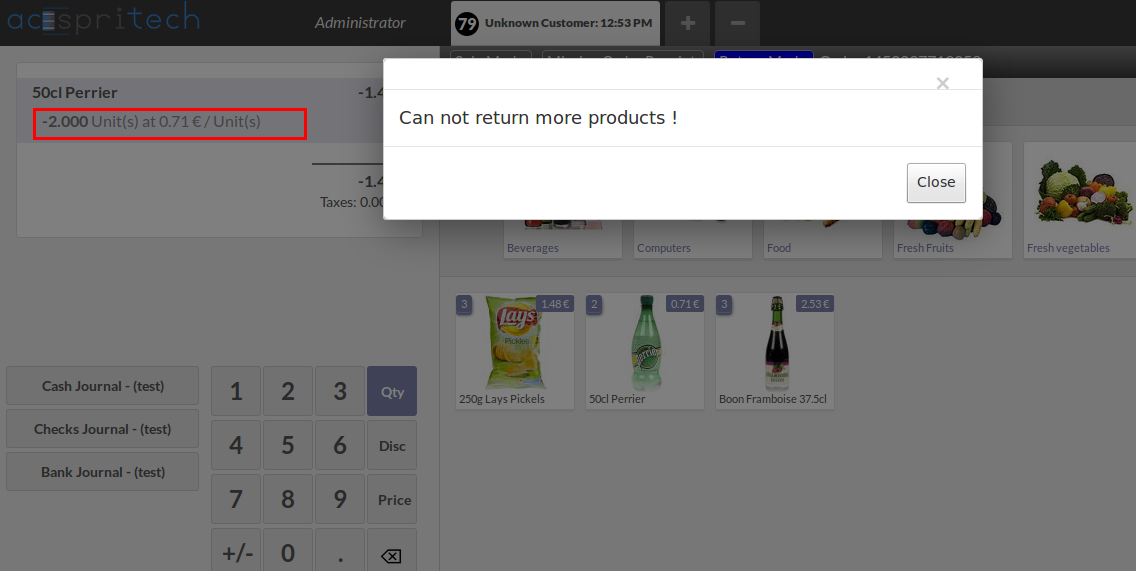 acespritech
Administrator
79 Unknown Customer: 12:53 PM
+
−
×
Can not return more products !
Close
50cl Perrier
-1.4
-2.000 Unit(s) at 0.71 € / Unit(s)
-1.4
Taxes: 0.00
Beverages
Computers
Food
Fresh Fruits
Fresh vegetables
3
1.48 €
Lays
2
0.71 €
Perrier
3
2.53 €
250g Lays Pickels
50cl Perrier
Boon Framboise 37.5cl
Cash Journal - (test)
Checks Journal - (test)
Bank Journal - (test)
1 2 3 Qty
4 5 6 Disc
7 8 9 Price
+/- 0 .